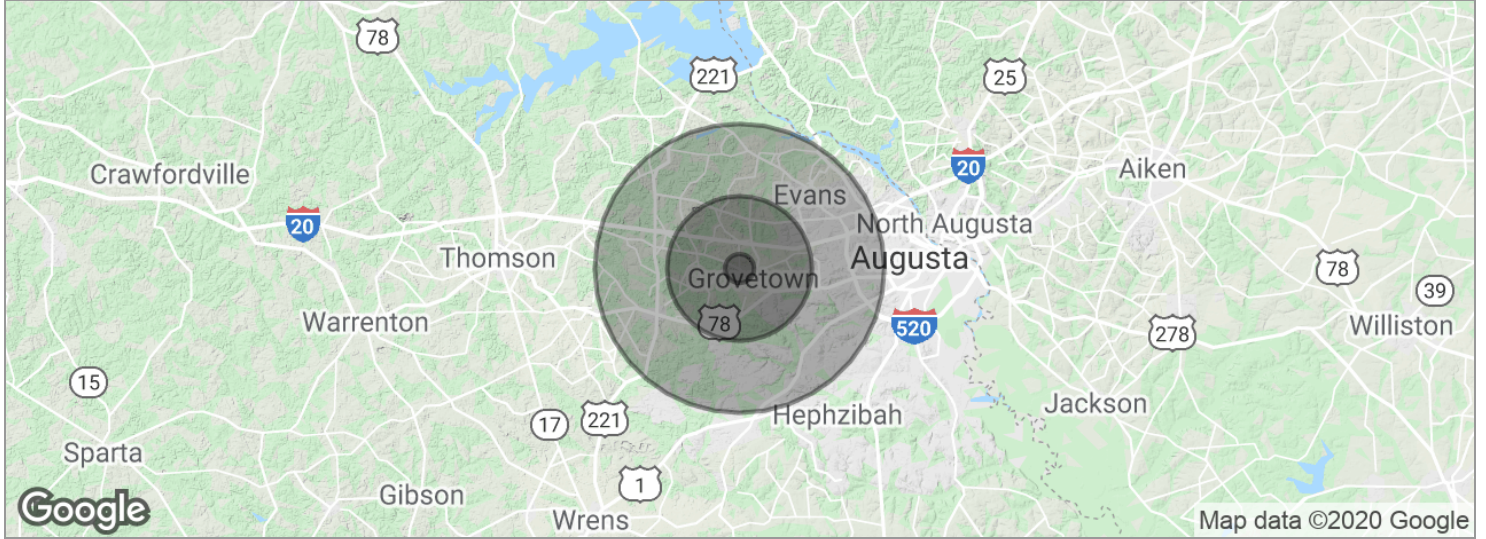 78
221
25
Crawfordville
20
Aiken
Evans
20
North Augusta
Thomson
Augusta
Grovetown
78
39
Warrenton
78
520
278
Williston
15
17
221
Hephzibah
Jackson
Sparta
1
Gibson
Google
Wrens
Map data ©2020 Google